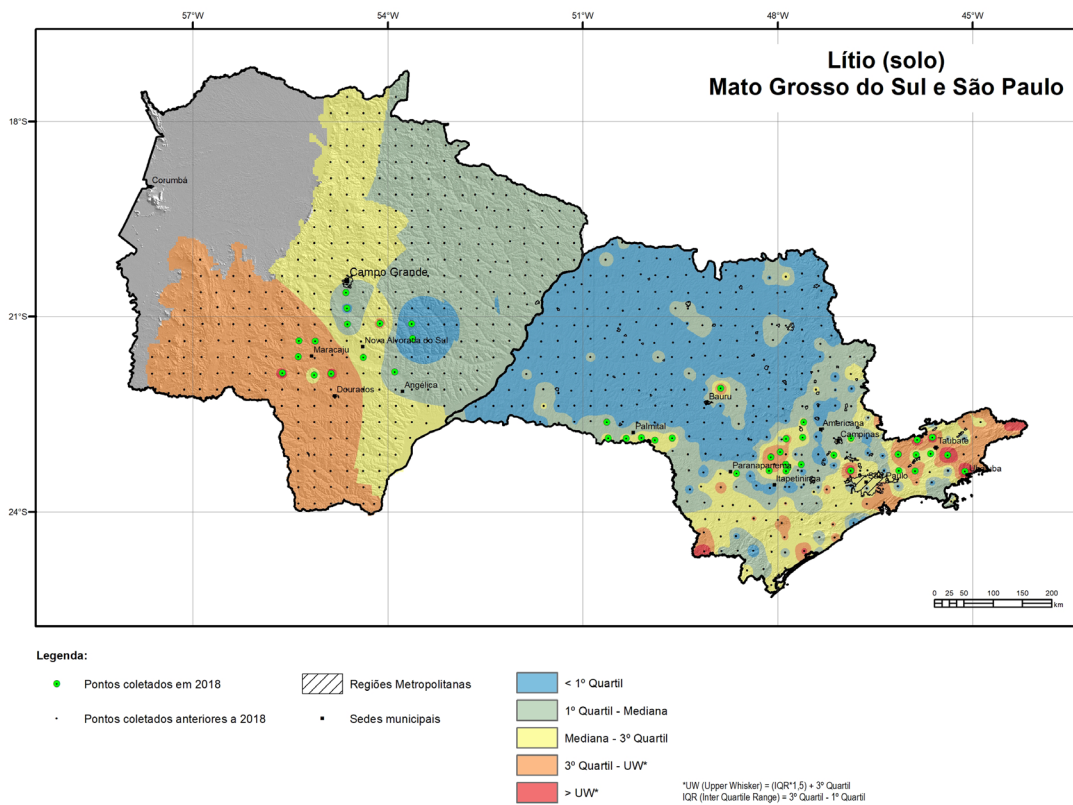 57°W 54°W 51°W 48°W 45°W
Lítio (solo)
Mato Grosso do Sul e São Paulo
18°S 18°S
Corumbá
Campo Grande
21°S 21°S
Nova Alvorada do Sul
Maracaju
Dourados
Angélica
Bauru
Palmital
Americana
Campinas
Taubaté
Paranapanema
Itapetininga
São Paulo
Ubatuba
24°S 24°S
0 25 50 100 150 200
km
Legenda:
Pontos coletados em 2018
Regiões Metropolitanas
< 1º Quartil
1º Quartil - Mediana
Pontos coletados anteriores a 2018
Sedes municipais
Mediana - 3º Quartil
3º Quartil - UW*
> UW*
*UW (Upper Whisker) = (IQR*1,5) + 3º Quartil
IQR (Inter Quartile Range) = 3º Quartil - 1º Quartil